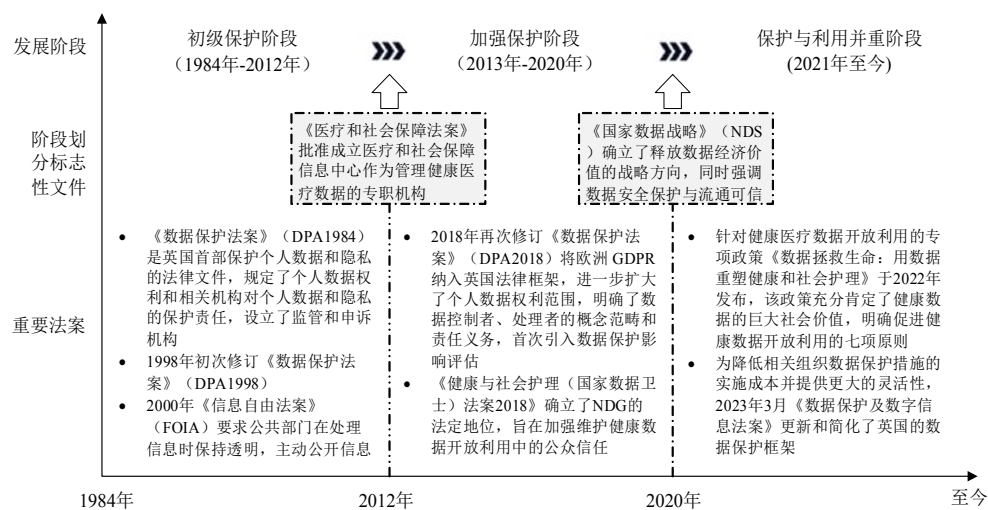 发展阶段
初级保护阶段
（1984年-2012年）
加强保护阶段
（2013年-2020年）
保护与利用并重阶段
(2021年至今)
阶段划
分标志
性文件
《医疗和社会保障法案》
批准成立医疗和社会保障
信息中心作为管理健康医
疗数据的专职机构
《国家数据战略》（NDS
）确立了释放数据经济价
值的战略方向，同时强调
数据安全保护与流通可信
重要法案
• 《数据保护法案》（DPA1984）
是英国首部保护个人数据和隐私
的法律文件，规定了个人数据权
利和相关机构对个人数据和隐私
的保护责任，设立了监管和申诉
机构
• 1998年初次修订《数据保护法
案》（DPA1998）
• 2000年《信息自由法案》
（FOIA）要求公共部门在处理
信息时保持透明，主动公开信息
• 2018年再次修订《数据保护法
案》（DPA2018）将欧洲 GDPR
纳入英国法律框架，进一步扩大
了个人数据权利范围，明确了数
据控制者、处理者的概念范畴和
责任义务，首次引入数据保护影
响评估
• 《健康与社会护理（国家数据卫
士）法案2018》确立了NDG的
法定地位，旨在加强维护健康数
据开放利用中的公众信任
• 针对健康医疗数据开放利用的专
项政策《数据拯救生命：用数据
重塑健康和社会护理》于2022年
发布，该政策充分肯定了健康数
据的巨大社会价值，明确促进健
康数据开放利用的七项原则
• 为降低相关组织数据保护措施的
实施成本并提供更大的灵活性，
2023年3月《数据保护及数字信
息法案》更新和简化了英国的数
据保护框架
1984年
2012年
2020年
至今